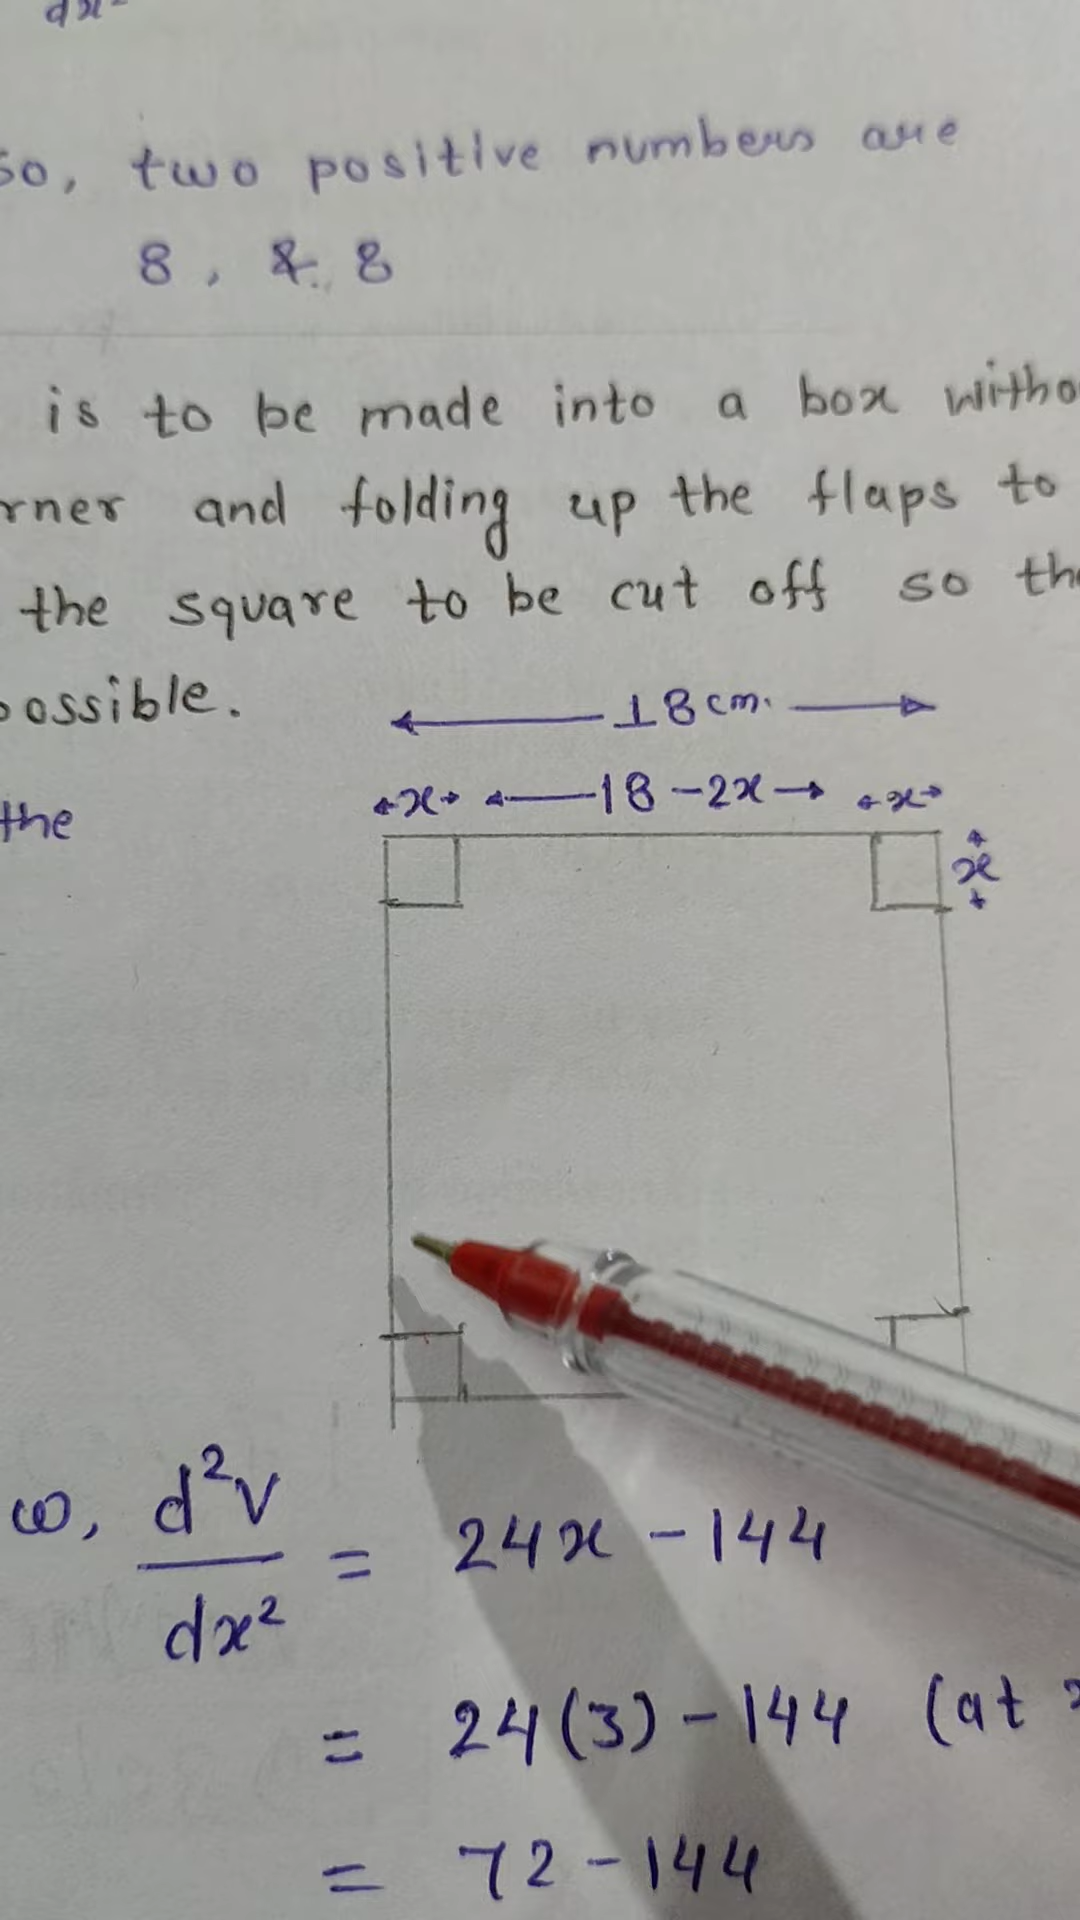 so, two positive numbers are
8, & 8
is to be made into a box witho
rner and folding up the flaps to
the square to be cut off so th
ossible.
18 cm.
x 18-2x x
the
x
w, d²V/dx² = 24x - 144
= 24(3) - 144 (at
= 72 - 144